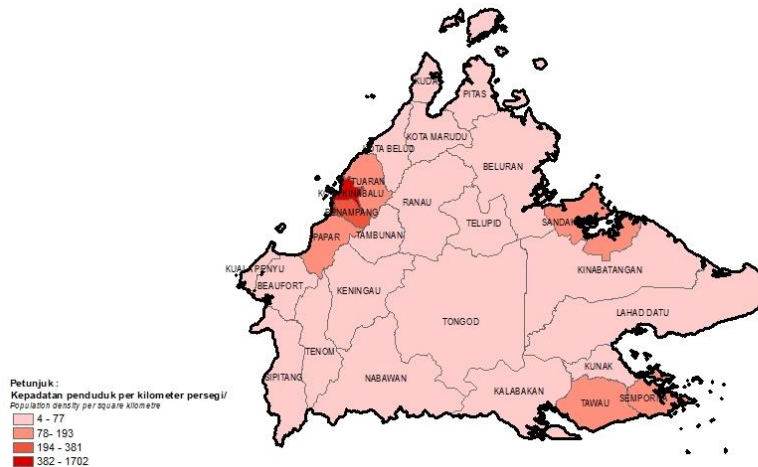 KUDAT
PITAS
KOTA MARUDU
KOTA BELUD
BELURAN
TUARAN
KOTA KINABALU
RANAU
PENAMPANG
TELUPID
SANDAKAN
PAPAR
TAMBUNAN
KINABATANGAN
KUALA PENYU
BEAUFORT
KENINGAU
LAHAD DATU
TONGOD
TENOM
KUNAK
SIPITANG
NABAWAN
KALABAKAN
TAWAU
SEMPORNA
Petunjuk :
Kepadatan penduduk per kilometer persegi/
Population density per square kilometre
4 - 77
78- 193
194 - 381
382 - 1702